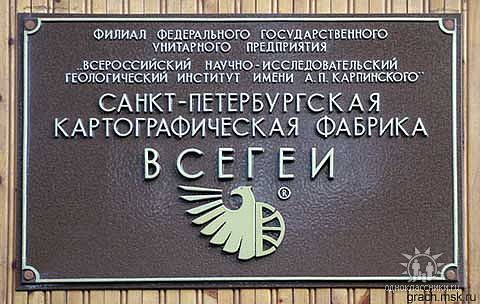 ФИЛИАЛ ФЕДЕРАЛЬНОГО ГОСУДАРСТВЕННОГО
УНИТАРНОГО ПРЕДПРИЯТИЯ
„ВСЕРОССИЙСКИЙ НАУЧНО-ИССЛЕДОВАТЕЛЬСКИЙ
ГЕОЛОГИЧЕСКИЙ ИНСТИТУТ ИМЕНИ А.П.КАРПИНСКОГО"
САНКТ-ПЕТЕРБУРГСКАЯ
КАРТОГРАФИЧЕСКАЯ ФАБРИКА
ВСЕГЕИ
®
одноклассники.ru
grach.msk.ru